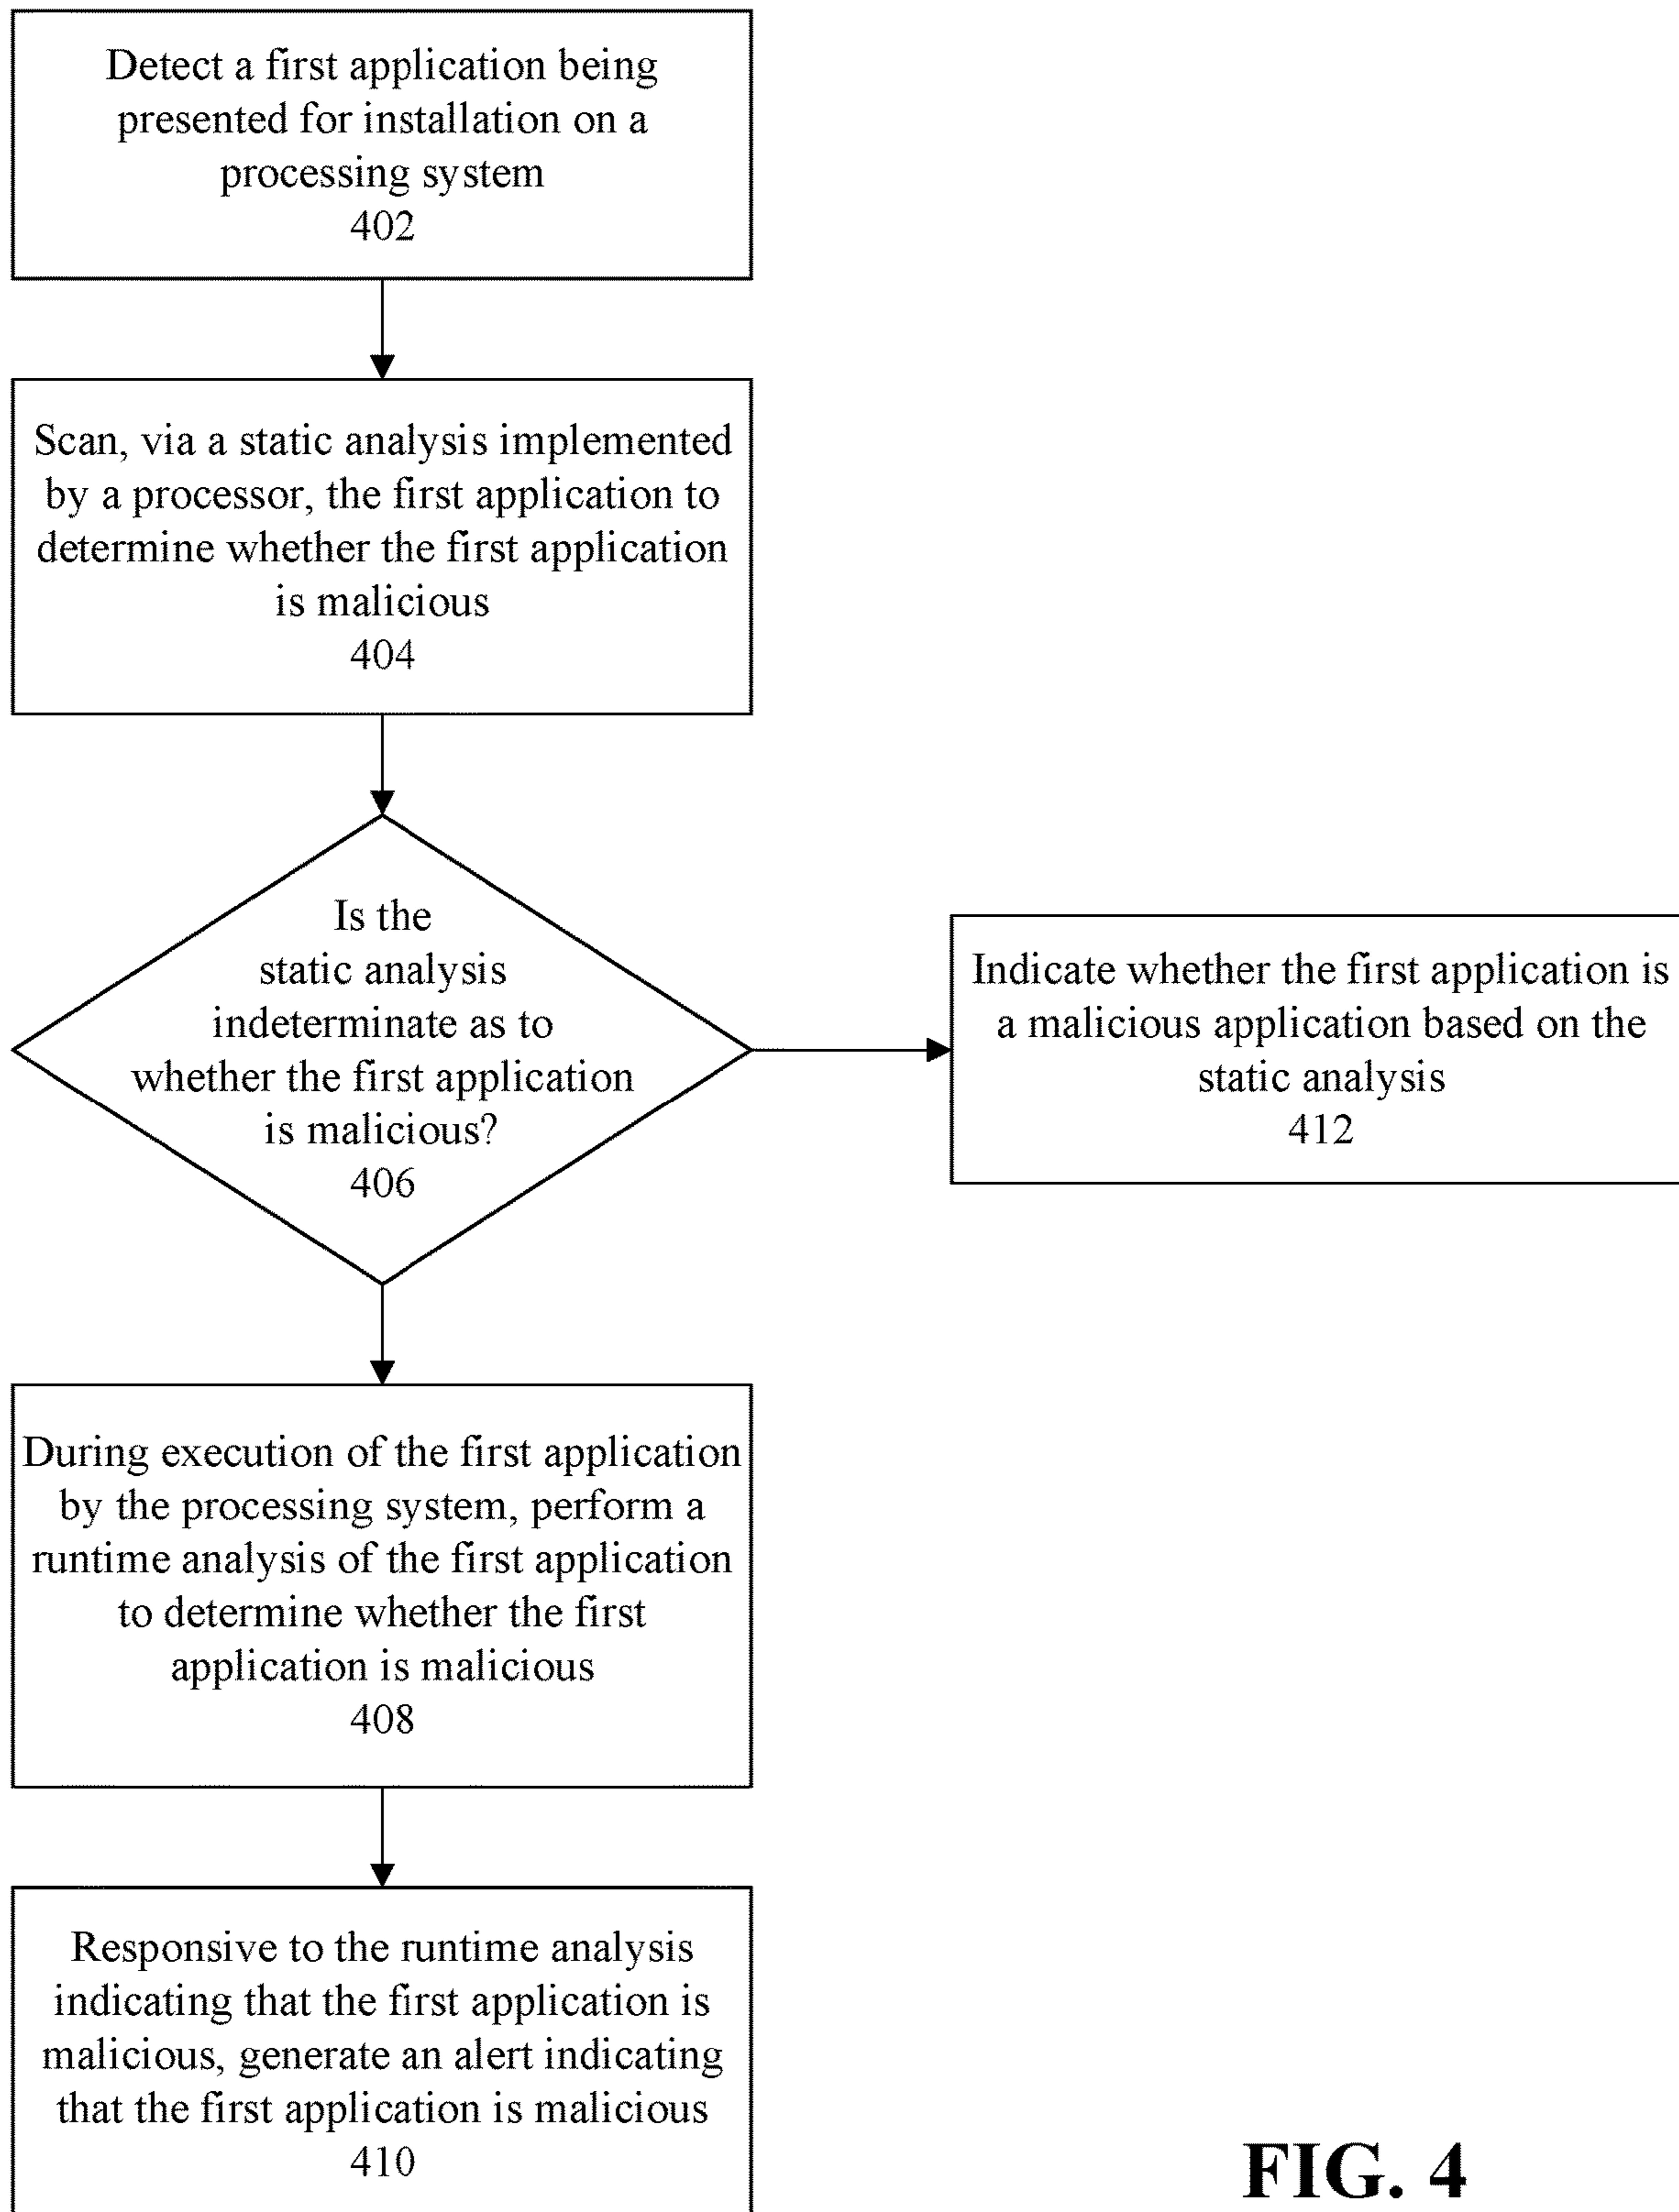 Detect a first application being
presented for installation on a
processing system
402
Scan, via a static analysis implemented
by a processor, the first application to
determine whether the first application
is malicious
404
Is the
static analysis
indeterminate as to
whether the first application
is malicious?
406
Indicate whether the first application is
a malicious application based on the
static analysis
412
During execution of the first application
by the processing system, perform a
runtime analysis of the first application
to determine whether the first
application is malicious
408
Responsive to the runtime analysis
indicating that the first application is
malicious, generate an alert indicating
that the first application is malicious
410
FIG. 4